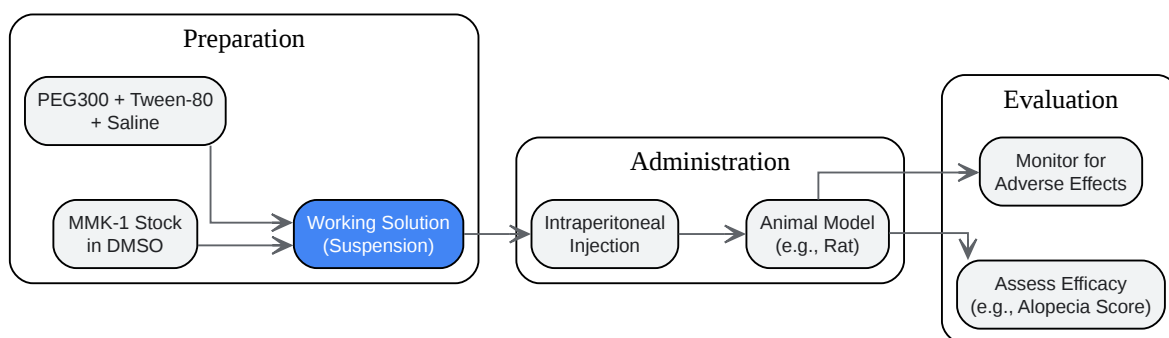 Preparation
PEG300 + Tween-80
+ Saline
MMK-1 Stock
in DMSO
Working Solution
(Suspension)
Administration
Intraperitoneal
Injection
Animal Model
(e.g., Rat)
Evaluation
Monitor for
Adverse Effects
Assess Efficacy
(e.g., Alopecia Score)